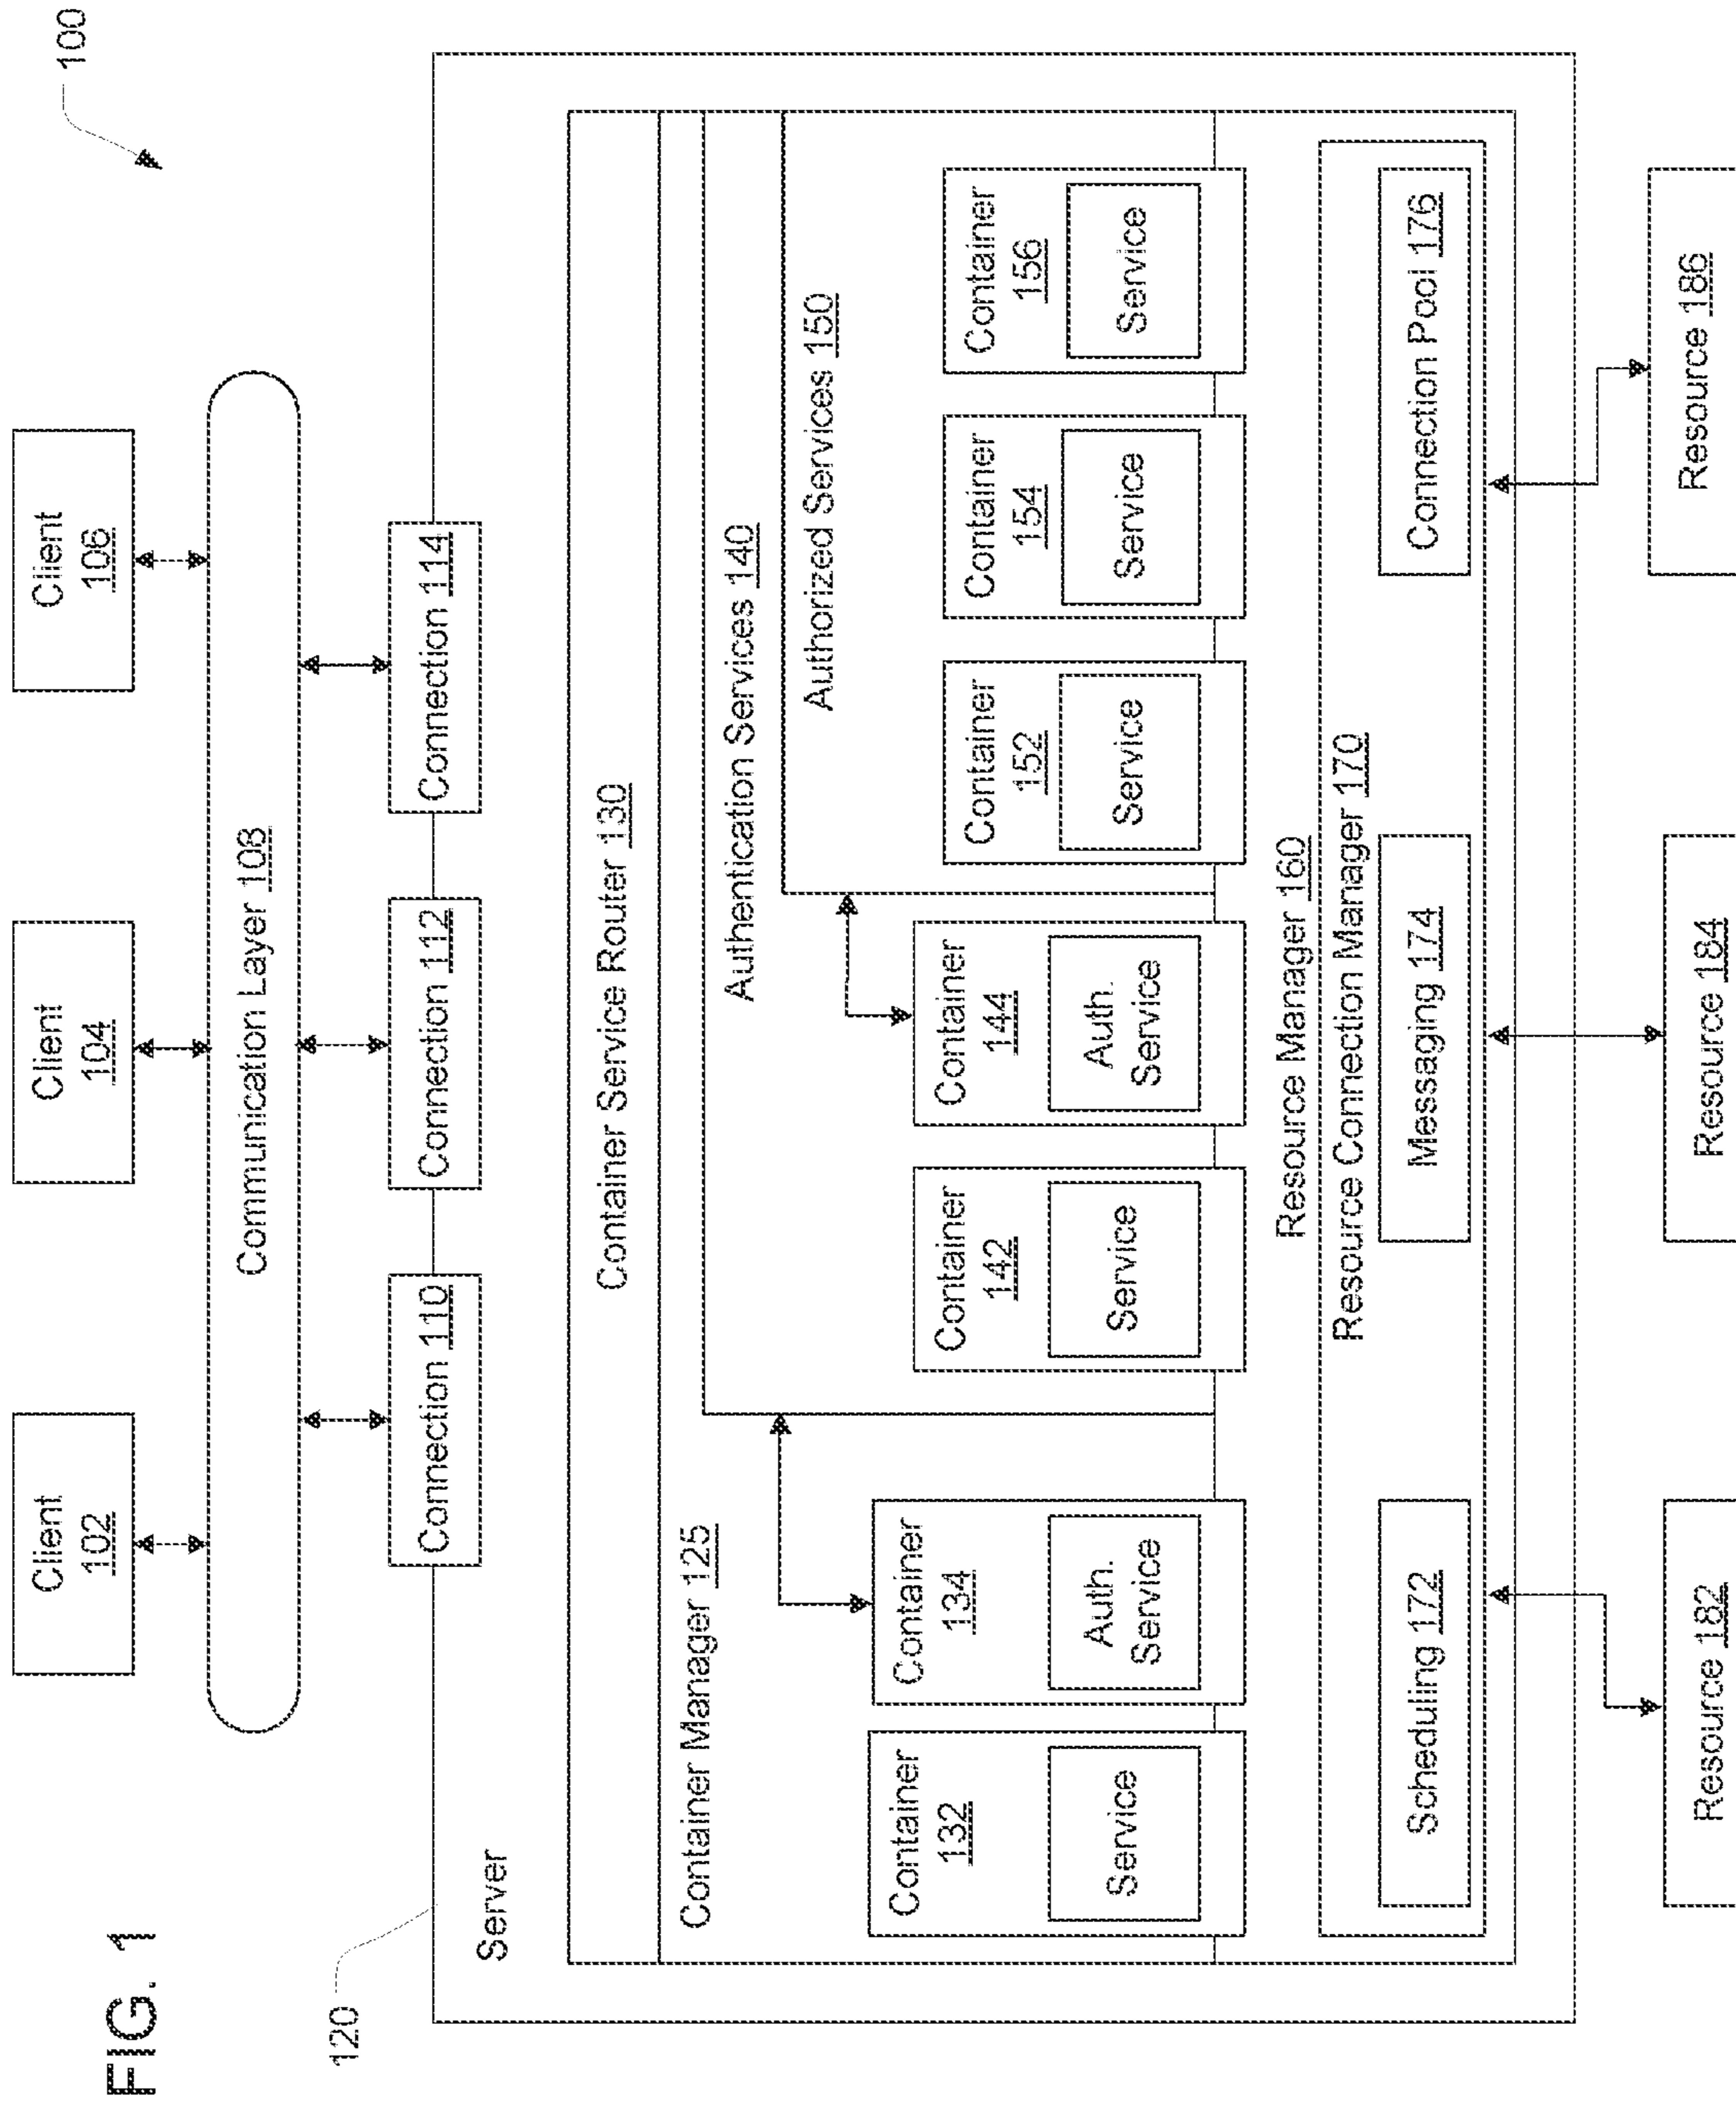 FIG. 1
100
Client
102
Client
104
Client
106
Communication Layer 108
Connection 110
Connection 112
Connection 114
120
Server
Container Service Router 130
Container Manager 125
Authentication Services 140
Authorized Services 150
Container
132
Service
Container
134
Auth.
Service
Container
142
Service
Container
144
Auth.
Service
Container
152
Service
Container
154
Service
Container
156
Service
Resource Manager 160
Resource Connection Manager 170
Scheduling 172
Messaging 174
Connection Pool 176
Resource 182
Resource 184
Resource 186